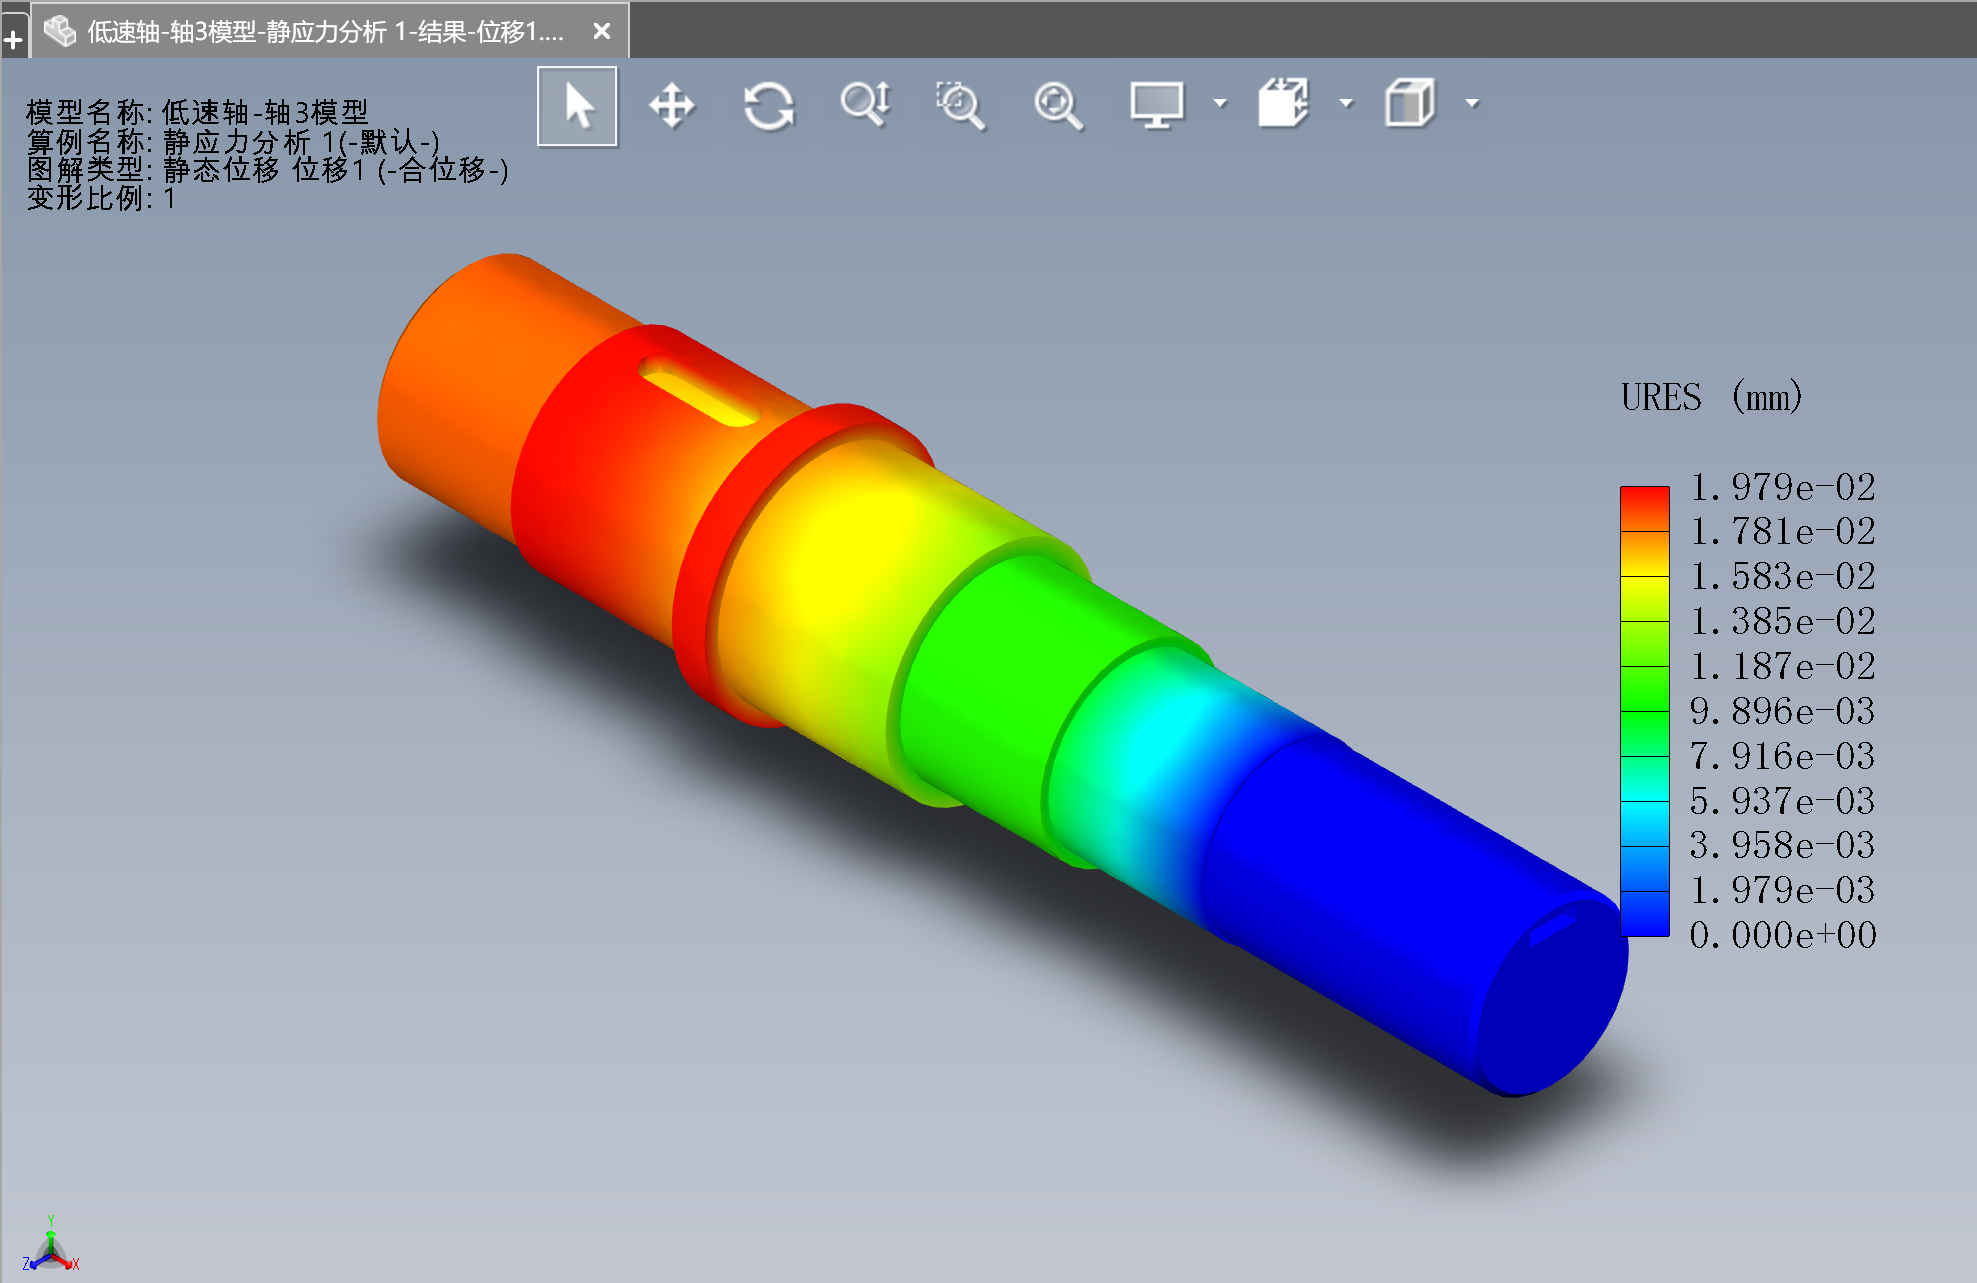 低速轴-轴3模型-静应力分析 1-结果-位移1....
模型名称: 低速轴-轴3模型
算例名称: 静应力分析 1(-默认-)
图解类型: 静态位移 位移1 (-合位移-)
变形比例: 1
URES (mm)
1.979e-02
1.781e-02
1.583e-02
1.385e-02
1.187e-02
9.896e-03
7.916e-03
5.937e-03
3.958e-03
1.979e-03
0.000e+00
Y
Z
X